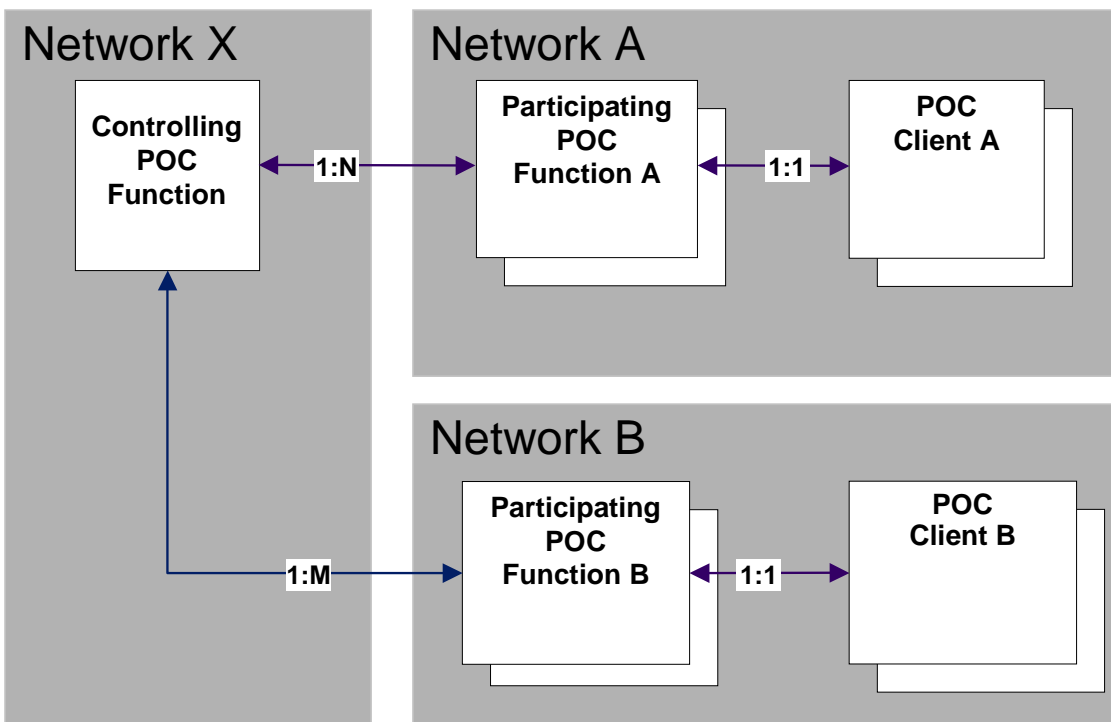 Network X
Controlling
POC
Function
1:N
1:M
Network A
Participating
POC
Function A
1:1
POC
Client A
Network B
Participating
POC
Function B
1:1
POC
Client B